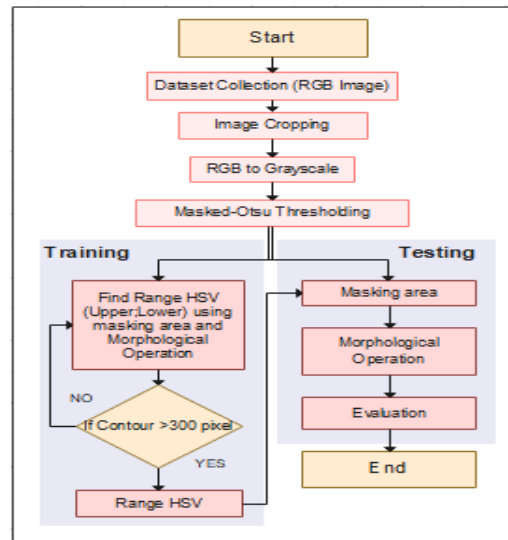 Start
Dataset Collection (RGB Image)
Image Cropping
RGB to Grayscale
Masked-Otsu Thresholding
Training
Find Range HSV
(Upper;Lower) using
masking area and
Morphological
Operation
NO
If Contour >300 pixel
YES
Range HSV
Testing
Masking area
Morphological
Operation
Evaluation
End